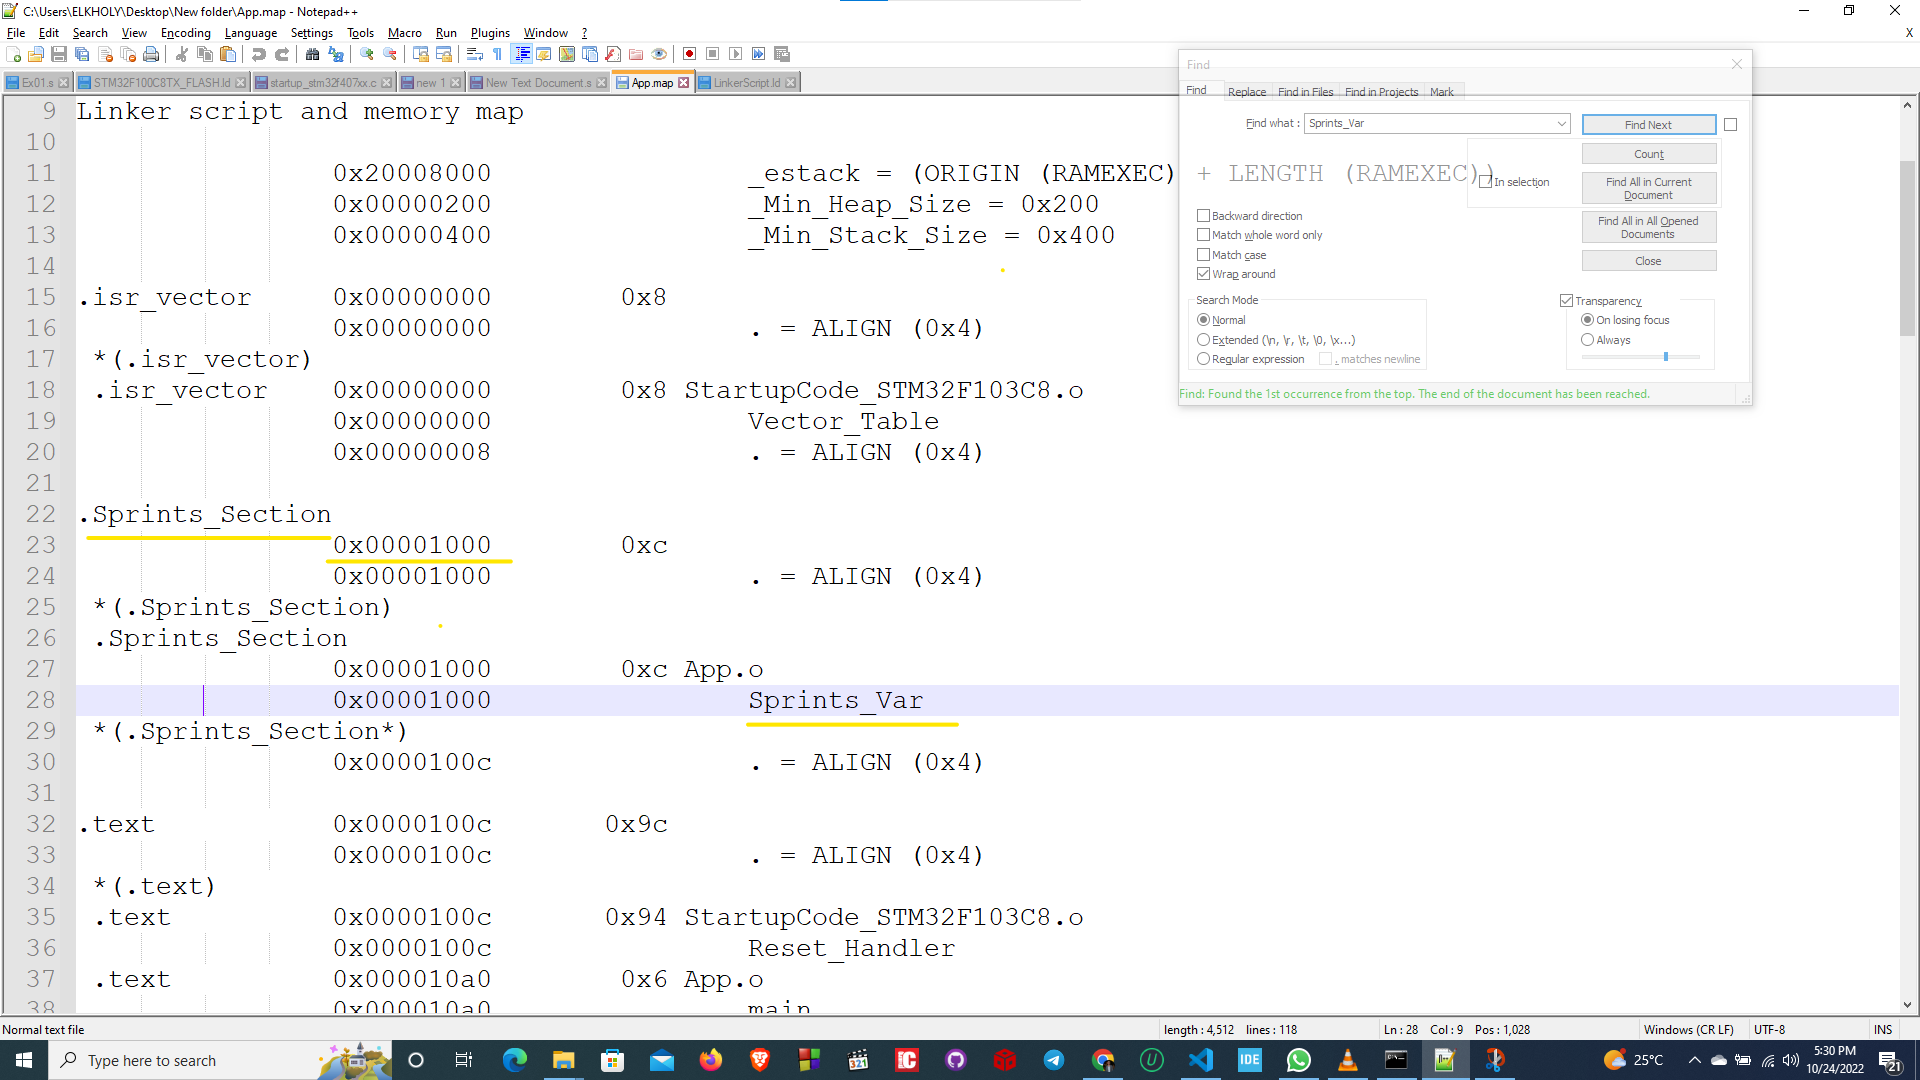 C:\Users\ELKHOLY\Desktop\New folder\App.map - Notepad++
File Edit Search View Encoding Language Settings Tools Macro Run Plugins Window ? X
Ex01.s STM32F100C8TX_FLASH.ld startup_stm32f407xx.c new 1 New Text Document.s App.map LinkerScript.ld
9 Linker script and memory map
10
11 0x20008000 _estack = (ORIGIN (RAMEXEC) + LENGTH (RAMEXEC))
12 0x00000200 _Min_Heap_Size = 0x200
13 0x00000400 _Min_Stack_Size = 0x400
14
15 .isr_vector 0x00000000 0x8
16 0x00000000 . = ALIGN (0x4)
17 *(.isr_vector)
18 .isr_vector 0x00000000 0x8 StartupCode_STM32F103C8.o
19 0x00000000 Vector_Table
20 0x00000008 . = ALIGN (0x4)
21
22 .Sprints_Section
23 0x00001000 0xc
24 0x00001000 . = ALIGN (0x4)
25 *(.Sprints_Section)
26 .Sprints_Section
27 0x00001000 0xc App.o
28 0x00001000 Sprints_Var
29 *(.Sprints_Section*)
30 0x0000100c . = ALIGN (0x4)
31
32 .text 0x0000100c 0x9c
33 0x0000100c . = ALIGN (0x4)
34 *(.text)
35 .text 0x0000100c 0x94 StartupCode_STM32F103C8.o
36 0x0000100c Reset_Handler
37 .text 0x000010a0 0x6 App.o
38 0x000010a0 main
Find
Find Replace Find in Files Find in Projects Mark
Find what : Sprints_Var Find Next
Count
In selection
Find All in Current
Document
Find All in All Opened
Documents
Close
Backward direction
Match whole word only
Match case
Wrap around
Search Mode
Normal
Extended (\n, \r, \t, \0, \x...)
Regular expression . matches newline
Transparency
On losing focus
Always
Find: Found the 1st occurrence from the top. The end of the document has been reached.
Normal text file length : 4,512 lines : 118 Ln : 28 Col : 9 Pos : 1,028 Windows (CR LF) UTF-8 INS
Type here to search 321 IDE 25°C 5:30 PM
10/24/2022 21